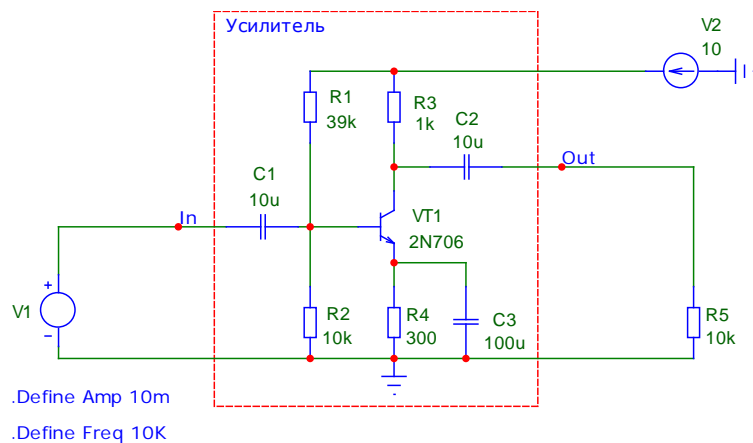 Усилитель
V2
10
R1
39k
R3
1k
C2
10u
Out
C1
10u
In
VT1
2N706
+
V1
−
R2
10k
R4
300
C3
100u
R5
10k
.Define Amp 10m
.Define Freq 10K